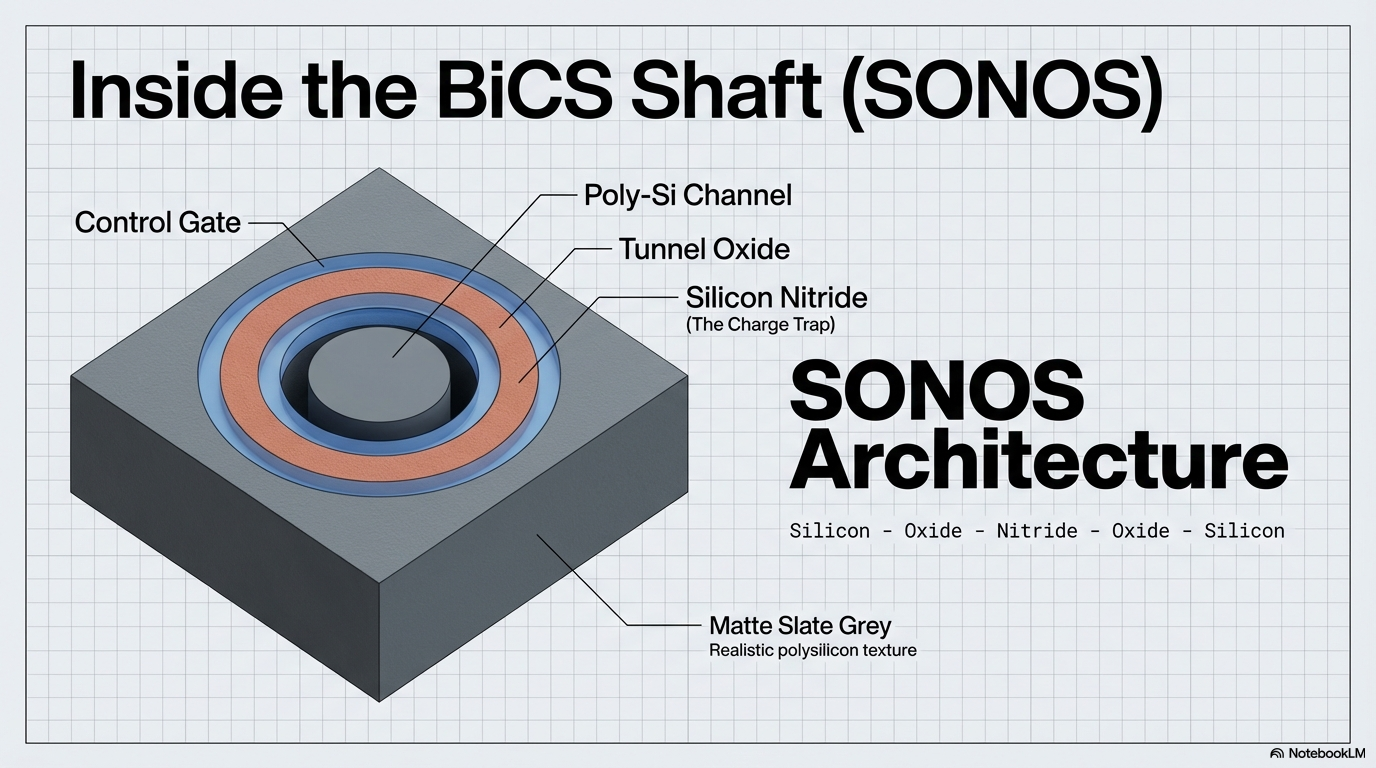 Inside the BiCS Shaft (SONOS)
Control Gate
Poly-Si Channel
Tunnel Oxide
Silicon Nitride
(The Charge Trap)
SONOS
Architecture
Silicon - Oxide - Nitride - Oxide - Silicon
Matte Slate Grey
Realistic polysilicon texture
NotebookLM